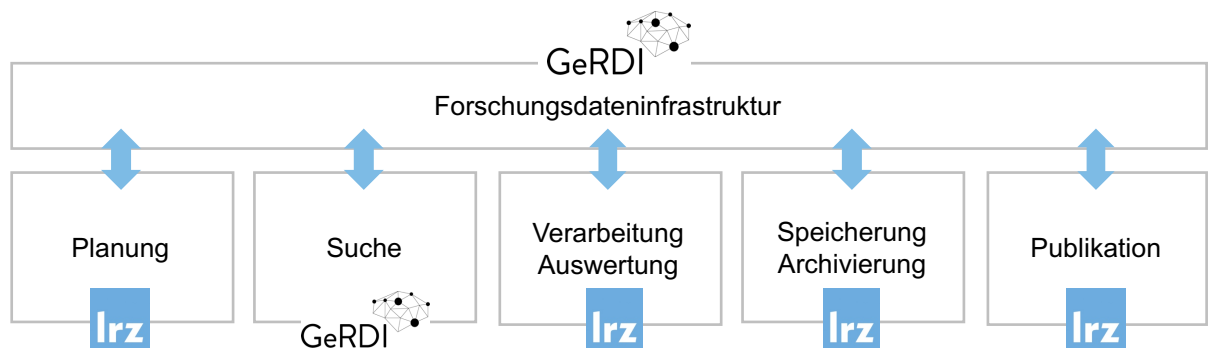 GeRDI
Forschungsdateninfrastruktur
Planung
lrz
Suche
GeRDI
Verarbeitung
Auswertung
lrz
Speicherung
Archivierung
lrz
Publikation
lrz